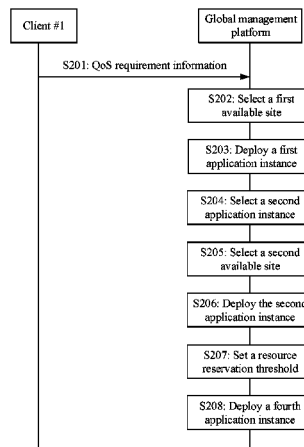 Client #1
Global management
platform
S201: QoS requirement information
S202: Select a first
available site
S203: Deploy a first
application instance
S204: Select a second
application instance
S205: Select a second
available site
S206: Deploy the second
application instance
S207: Set a resource
reservation threshold
S208: Deploy a fourth
application instance